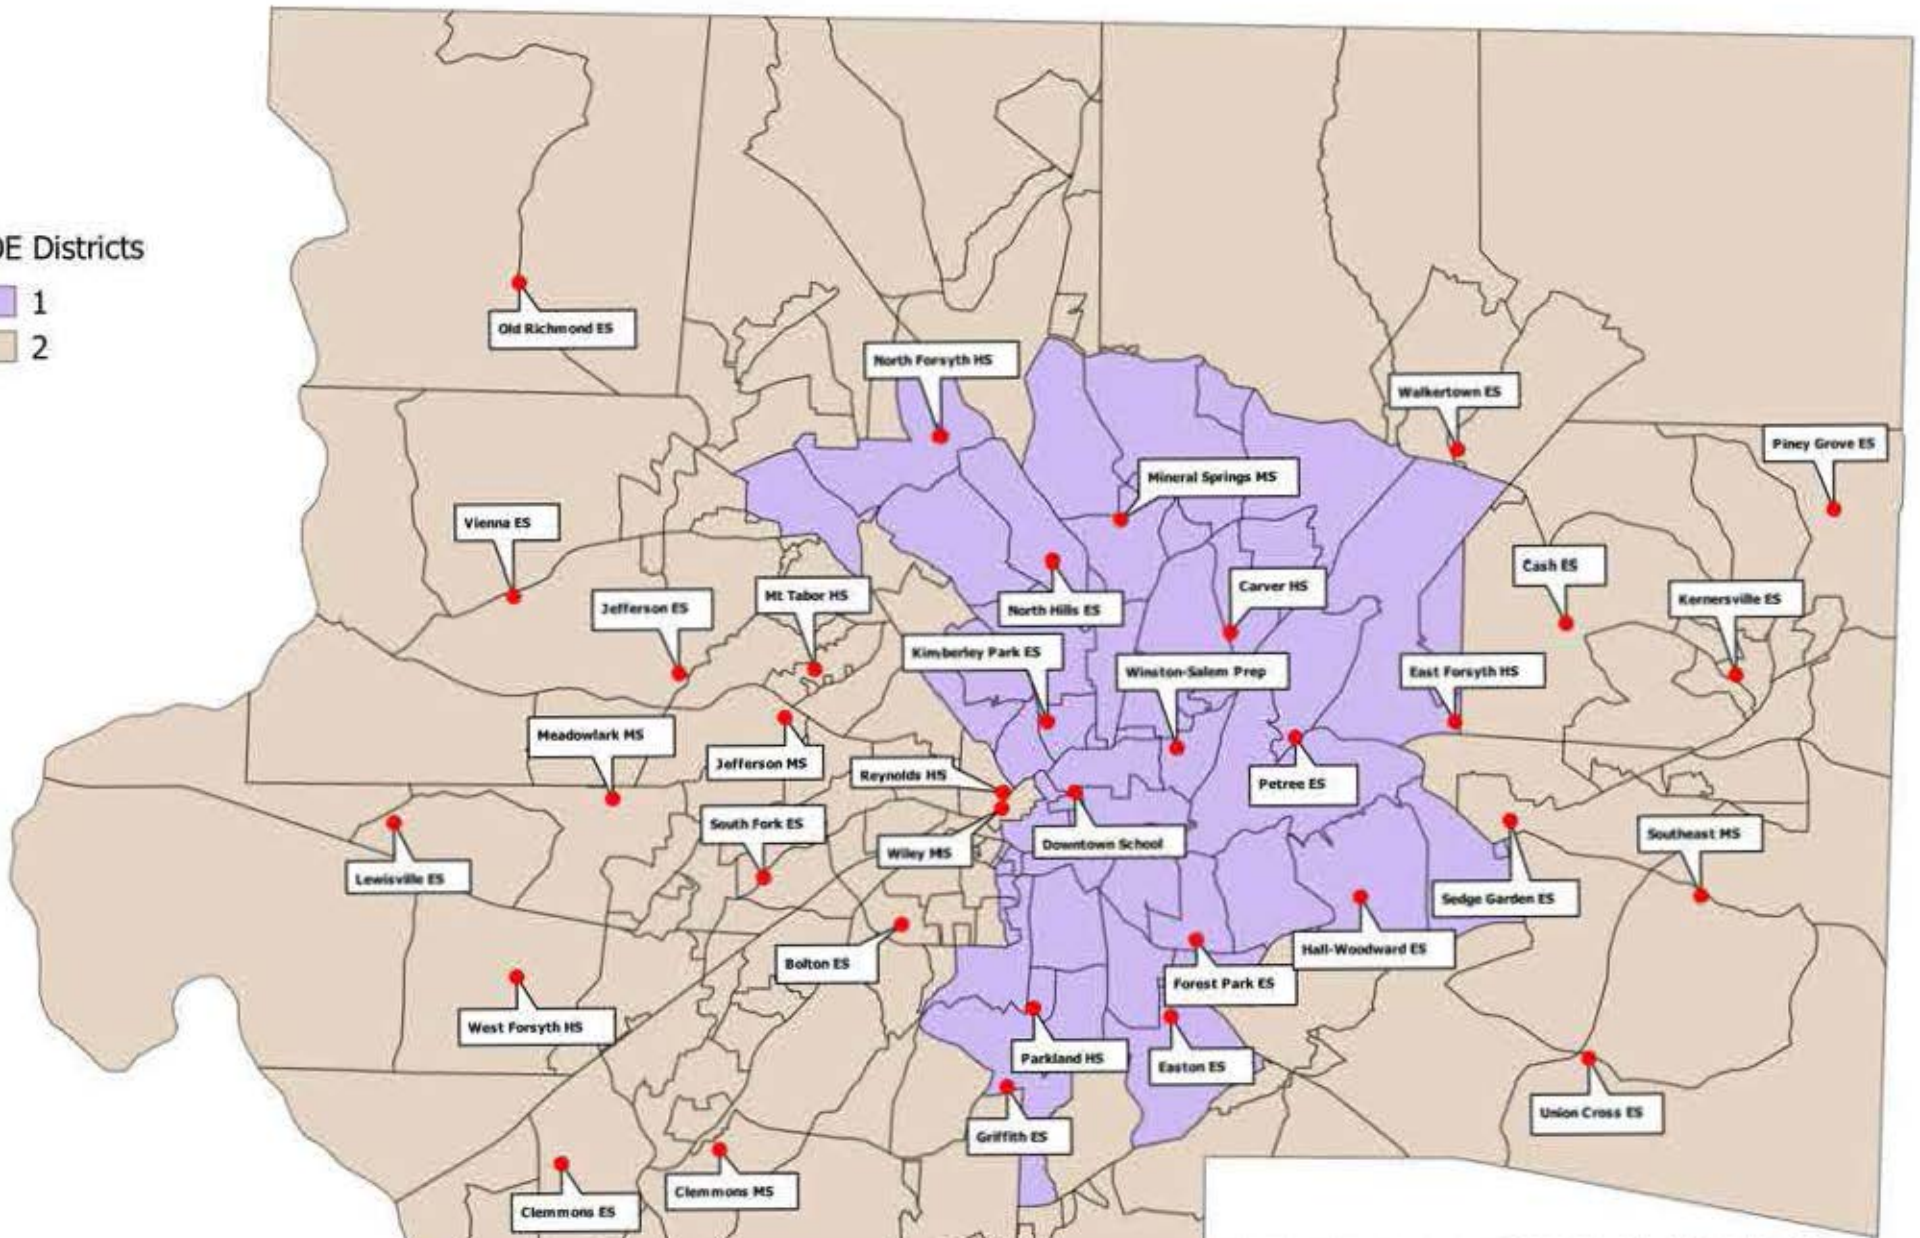 E Districts
1
2
Old Richmond ES
North Forsyth HS
Walkertown ES
Piney Grove ES
Mineral Springs MS
Vienna ES
Cash ES
Jefferson ES
Mt Tabor HS
North Hills ES
Carver HS
Kernersville ES
Kimberley Park ES
Winston-Salem Prep
East Forsyth HS
Meadowlark MS
Jefferson MS
Reynolds HS
Petree ES
South Fork ES
Wiley MS
Downtown School
Southeast MS
Lewisville ES
Sedge Garden ES
Bolton ES
Hall-Woodward ES
Forest Park ES
West Forsyth HS
Parkland HS
Easton ES
Union Cross ES
Griffith ES
Clemmons MS
Clemmons ES